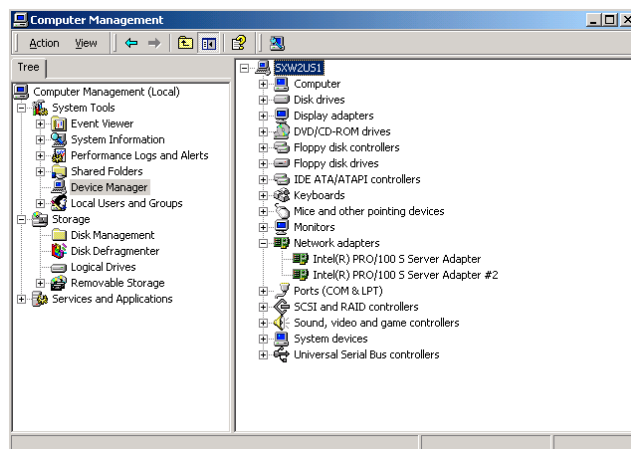 Computer Management
Action View
Tree
Computer Management (Local)
System Tools
Event Viewer
System Information
Performance Logs and Alerts
Shared Folders
Device Manager
Local Users and Groups
Storage
Disk Management
Disk Defragmenter
Logical Drives
Removable Storage
Services and Applications
SXW2US1
Computer
Disk drives
Display adapters
DVD/CD-ROM drives
Floppy disk controllers
Floppy disk drives
IDE ATA/ATAPI controllers
Keyboards
Mice and other pointing devices
Monitors
Network adapters
Intel(R) PRO/100 S Server Adapter
Intel(R) PRO/100 S Server Adapter #2
Ports (COM & LPT)
SCSI and RAID controllers
Sound, video and game controllers
System devices
Universal Serial Bus controllers